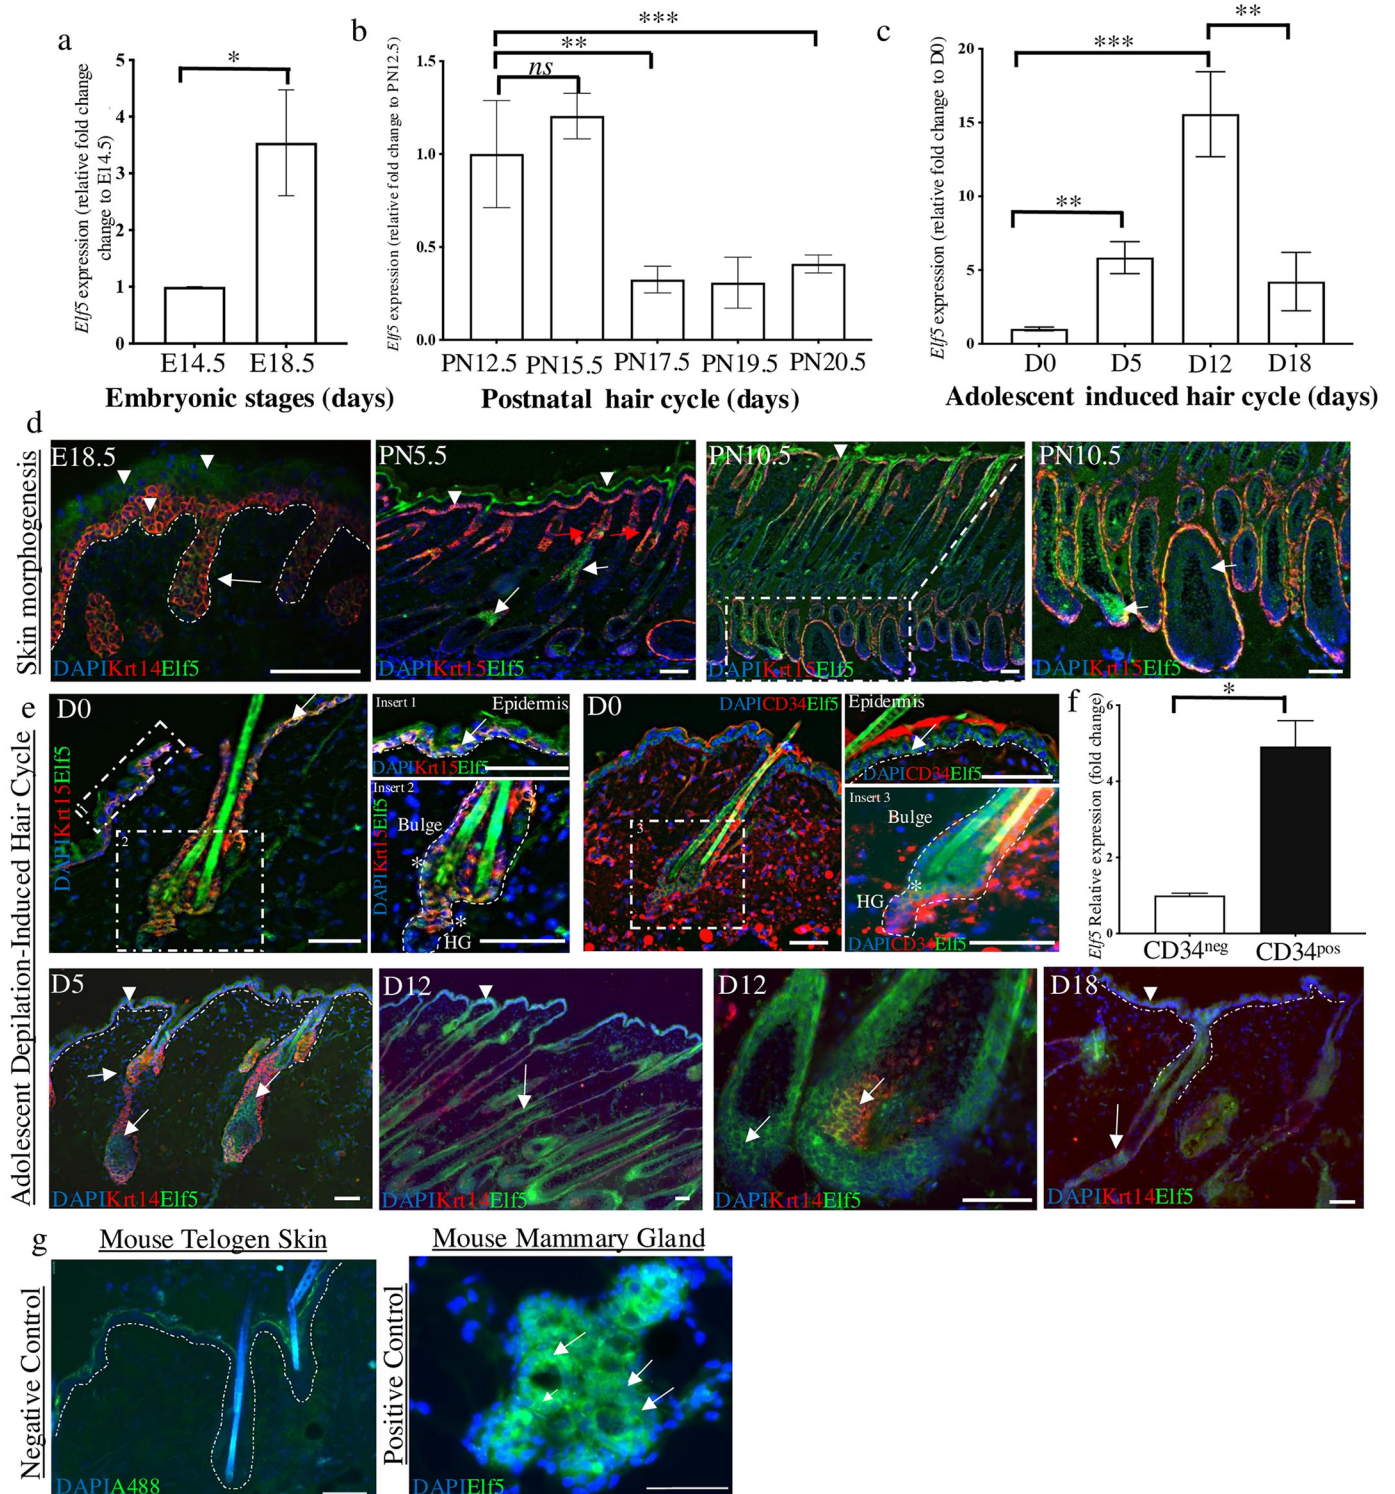 a
Elf5 expression (relative fold change
change to E14.5)
5
4
3
2
1
0
*
E14.5 E18.5
Embryonic stages (days)
b
Elf5 expression (relative fold change to PN12.5)
1.5
1.0
0.5
0.0
***
**
ns
PN12.5 PN15.5 PN17.5 PN19.5 PN20.5
Postnatal hair cycle (days)
c
Elf5 expression (relative fold change to D0)
20
15
10
5
0
**
***
**
D0 D5 D12 D18
Adolescent induced hair cycle (days)
d
Skin morphogenesis
E18.5
DAPIKrt14Elf5
PN5.5
DAPIKrt15Elf5
PN10.5
DAPIKrt15Elf5
PN10.5
DAPIKrt15Elf5
e
Adolescent Depilation-Induced Hair Cycle
D0
DAPIKrt15Elf5
1
2
Insert 1
Epidermis
DAPIKrt15Elf5
Insert 2
DAPIKrt15Elf5
Bulge
*
*
HG
D0
DAPICD34Elf5
3
Epidermis
DAPICD34Elf5
Insert 3
Bulge
*
HG
DAPICD34Elf5
f
Elf5 Relative expression (fold change)
6
4
2
0
*
CD34neg CD34pos
D5
DAPIKrt14Elf5
D12
DAPIKrt14Elf5
D12
DAPIKrt14Elf5
D18
DAPIKrt14Elf5
g
Mouse Telogen Skin
Negative Control
DAPIA488
Mouse Mammary Gland
Positive Control
DAPIElf5